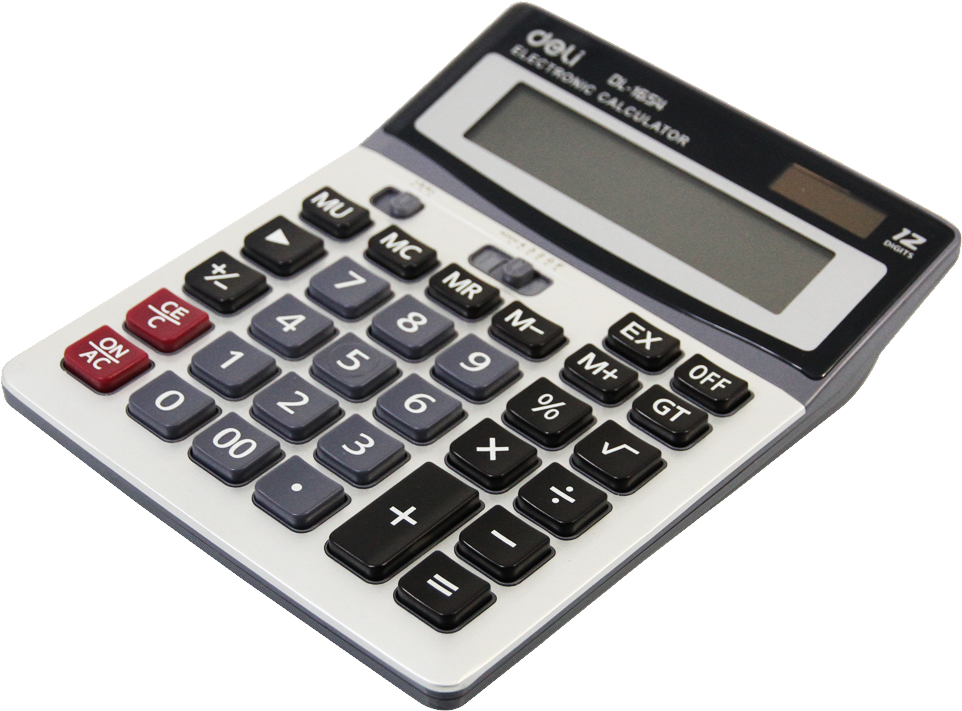 deli
DL-1654
ELECTRONIC CALCULATOR
12
DIGITS
MU
MC
MR
M−
EX
OFF
▶
7
8
9
M+
GT
+/−
4
5
6
%
√
CE/C
1
2
3
×
÷
ON/AC
0
00
·
+
−
=